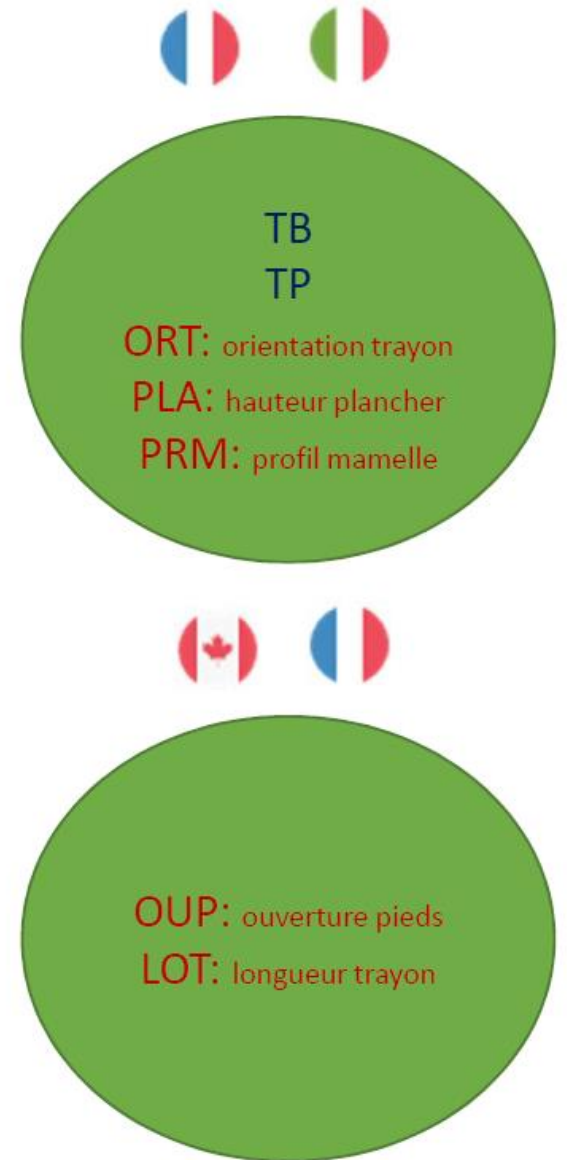 TB
TP
ORT: orientation trayon
PLA: hauteur plancher
PRM: profil mamelle
OUP: ouverture pieds
LOT: longueur trayon